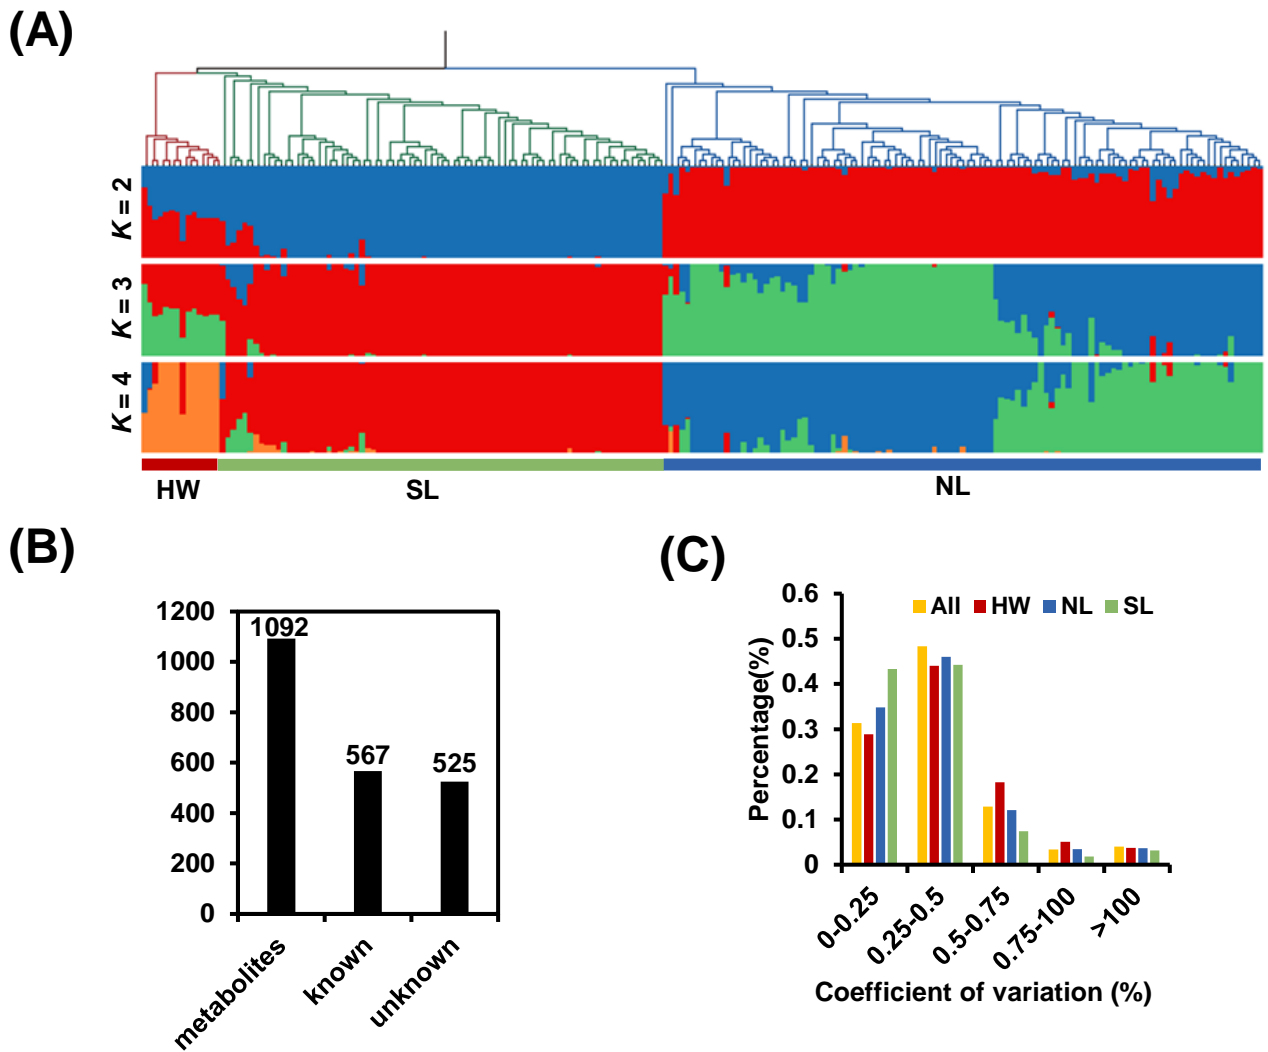 (A)
K = 2
K = 3
K = 4
HW SL NL
(B)
1200
1000
800
600
400
200
0
1092
567
525
metabolites
known
unknown
(C)
0.6
0.5
0.4
0.3
0.2
0.1
0
Percentage(%)
All HW NL SL
0-0.25
0.25-0.5
0.5-0.75
0.75-100
>100
Coefficient of variation (%)